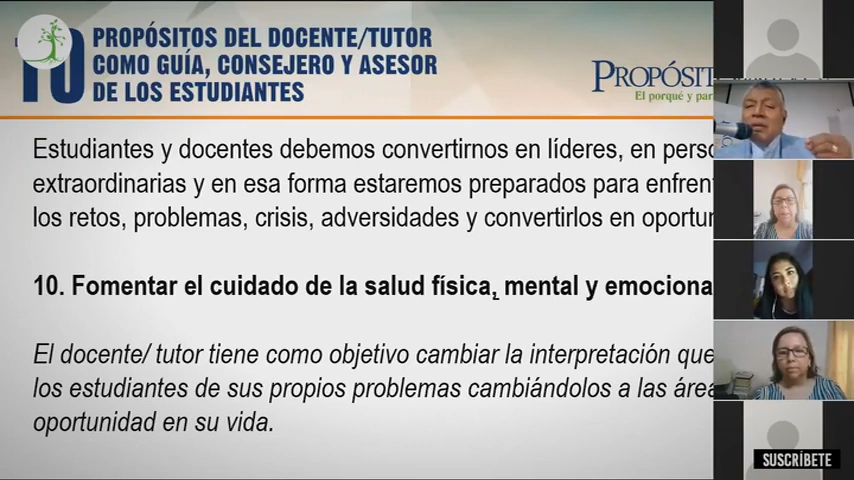 10 PROPÓSITOS DEL DOCENTE/TUTOR
COMO GUÍA, CONSEJERO Y ASESOR
DE LOS ESTUDIANTES
PROPÓSIT
El porqué y par
Estudiantes y docentes debemos convertirnos en líderes, en perso
extraordinarias y en esa forma estaremos preparados para enfrent
los retos, problemas, crisis, adversidades y convertirlos en oportun
10. Fomentar el cuidado de la salud física, mental y emociona
El docente/ tutor tiene como objetivo cambiar la interpretación que
los estudiantes de sus propios problemas cambiándolos a las área
oportunidad en su vida.
SUSCRÍBETE